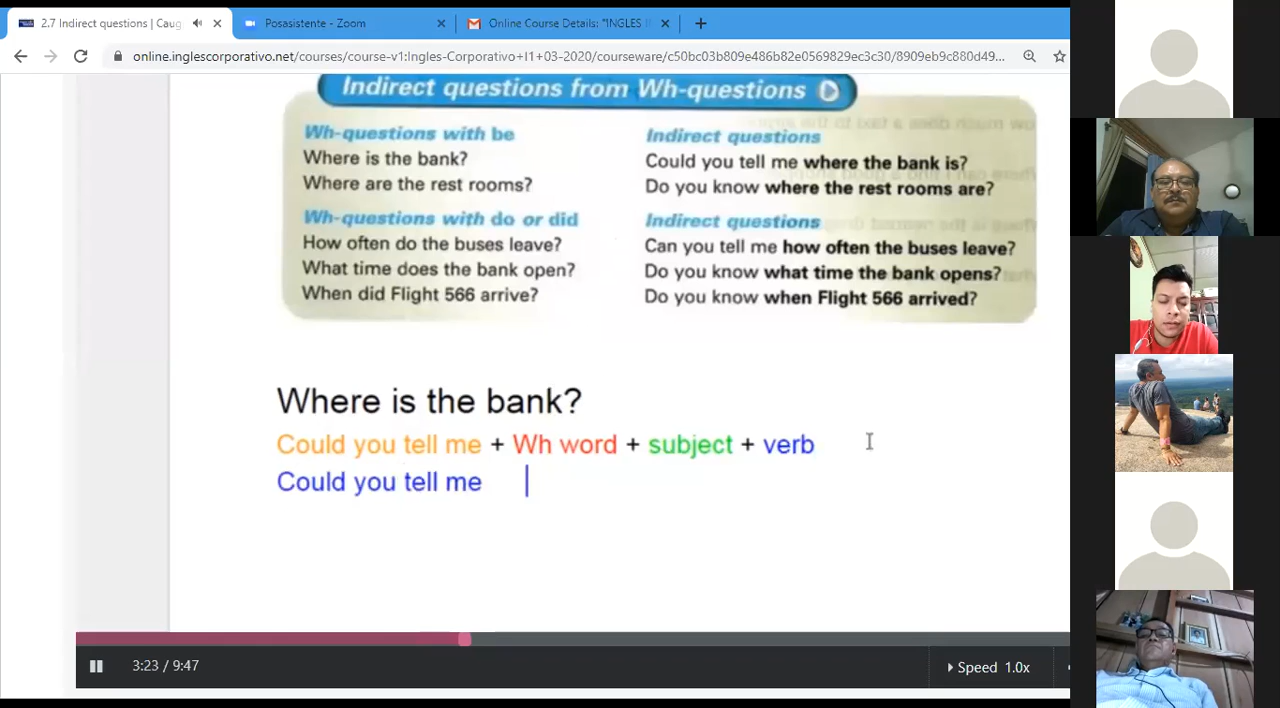 2.7 Indirect questions | Caug
Posasistente - Zoom
Online Course Details: "INGLES I
online.inglescorporativo.net/courses/course-v1:Ingles-Corporativo+I1+03-2020/courseware/c50bc03b809e486b82e0569829ec3c30/8909eb9c880d49...
Indirect questions from Wh-questions
Wh-questions with be
Indirect questions
Where is the bank?
Could you tell me where the bank is?
Where are the rest rooms?
Do you know where the rest rooms are?
Wh-questions with do or did
Indirect questions
How often do the buses leave?
Can you tell me how often the buses leave?
What time does the bank open?
Do you know what time the bank opens?
When did Flight 566 arrive?
Do you know when Flight 566 arrived?
Where is the bank?
Could you tell me + Wh word + subject + verb
Could you tell me
3:23 / 9:47
Speed 1.0x